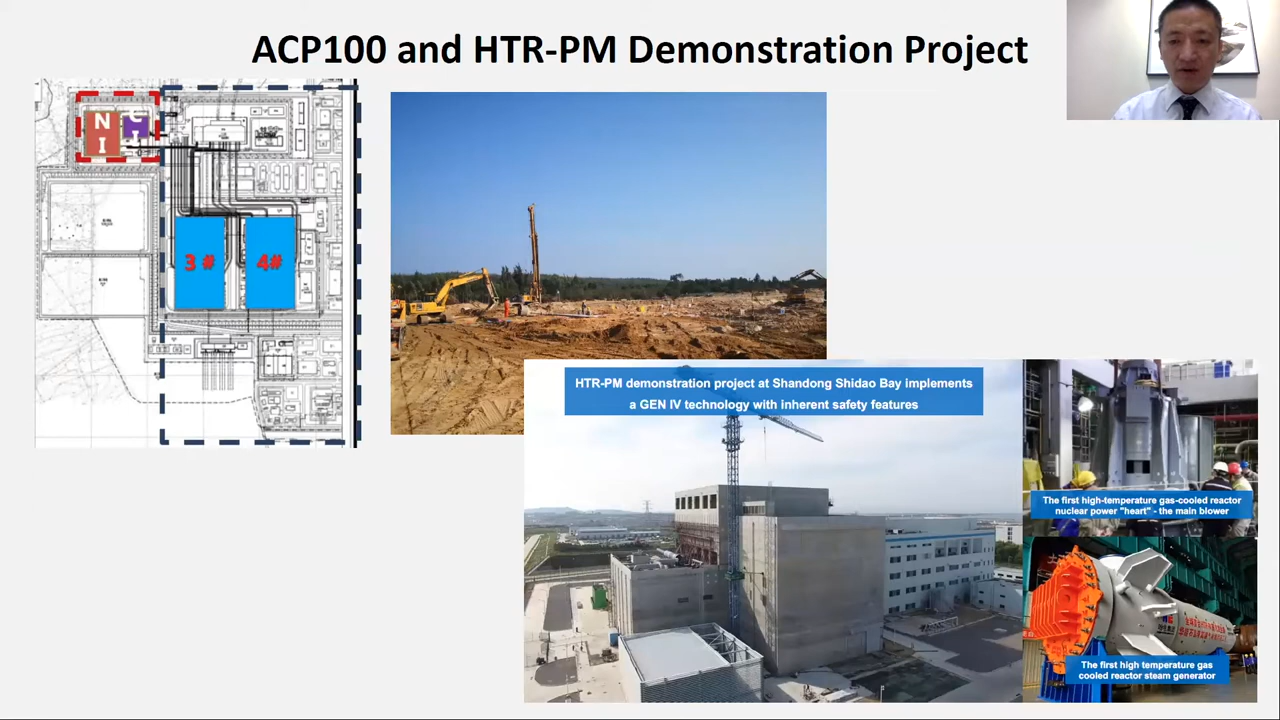 ACP100 and HTR-PM Demonstration Project
N
I
C
I
3 #
4#
HTR-PM demonstration project at Shandong Shidao Bay implements
a GEN IV technology with inherent safety features
The first high-temperature gas-cooled reactor
nuclear power "heart" - the main blower
The first high temperature gas
cooled reactor steam generator